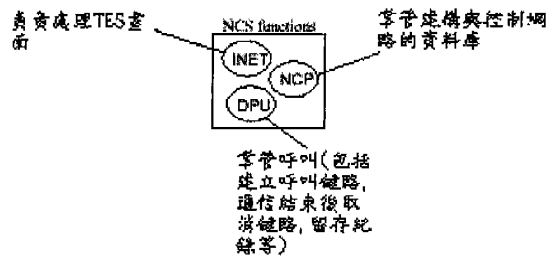 負責處理TES畫
面
NCS functions
掌管建構與控制網
路的資料庫
INET
NCP
DPU
掌管呼叫(包括
建立呼叫鏈路,
通信結束後取
消鏈路, 留存紀
錄等)